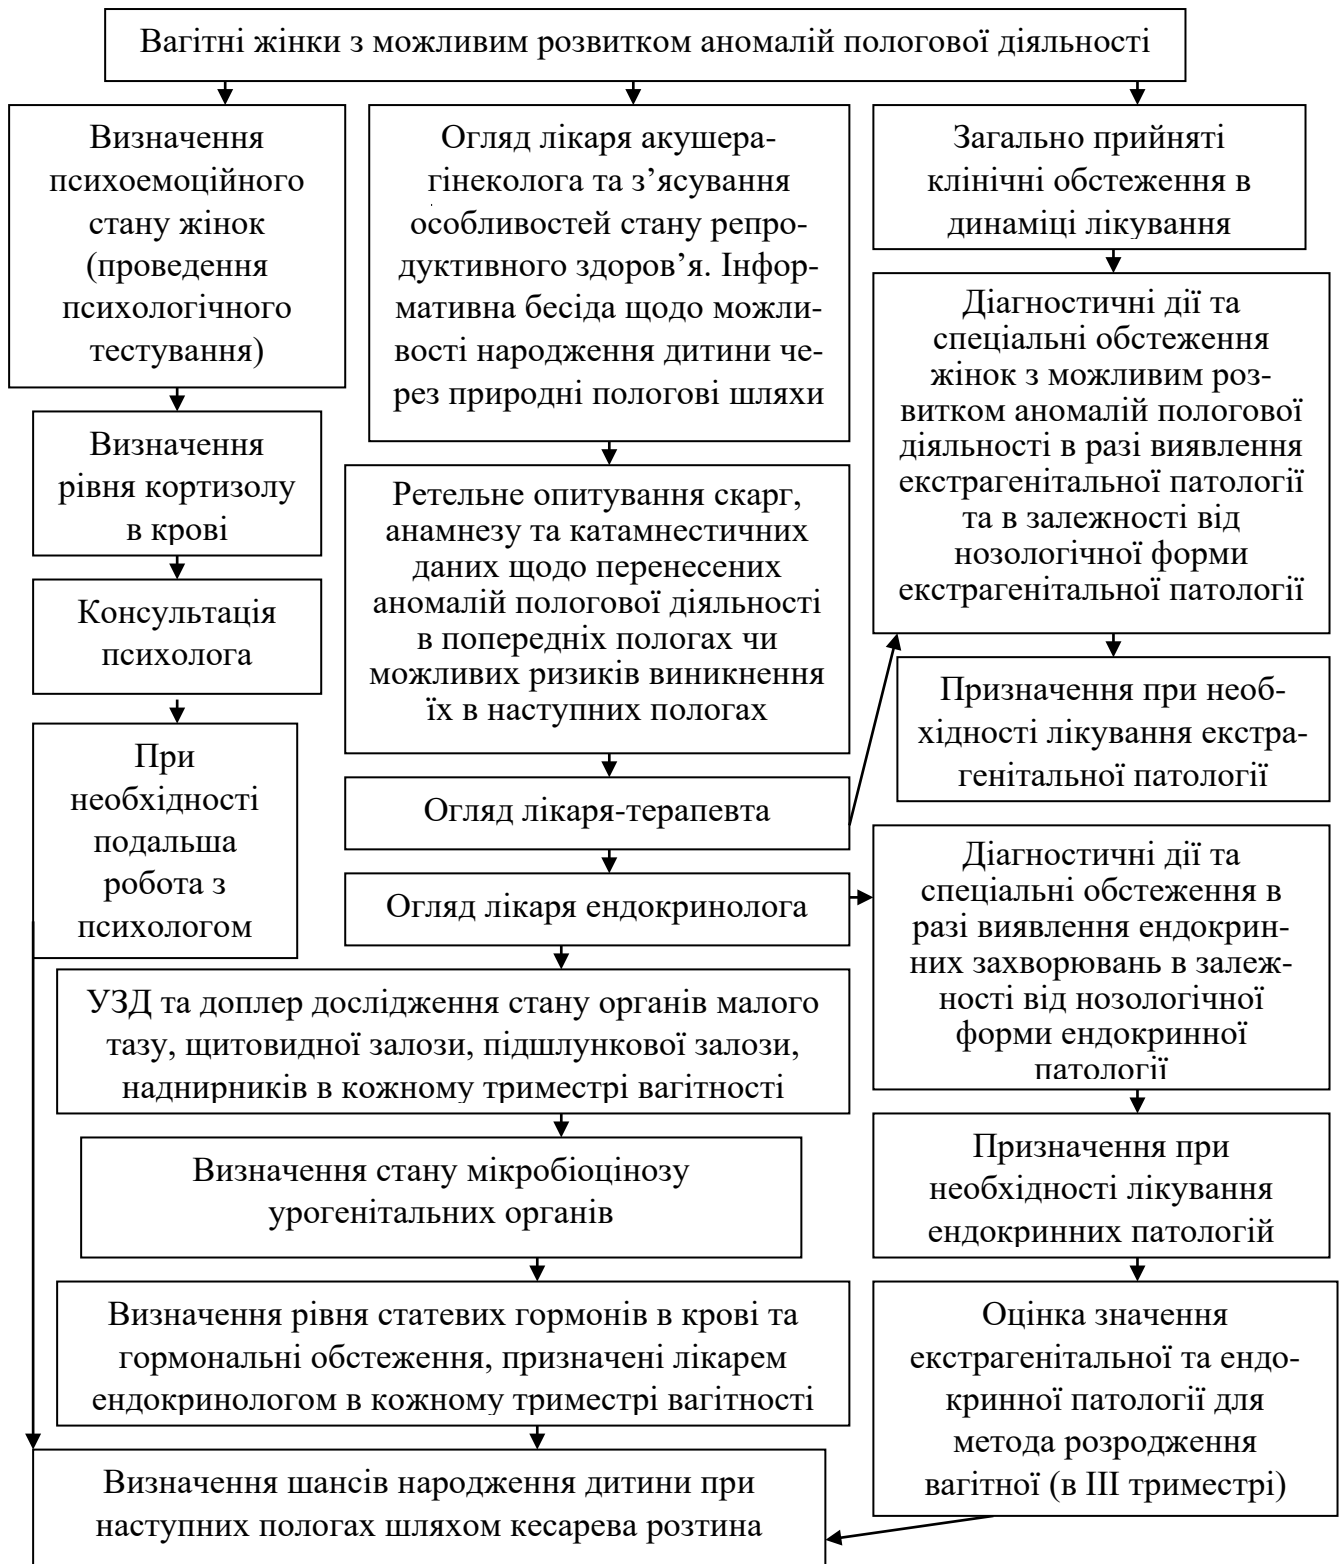 Вагітні жінки з можливим розвитком аномалій пологової діяльності
Визначення
психоемоційного
стану жінок
(проведення
психологічного
тестування)
Визначення
рівня кортизолу
в крові
Консультація
психолога
При
необхідності
подальша
робота з
психологом
Огляд лікаря акушера-
гінеколога та з’ясування
особливостей стану репро-
дуктивного здоров’я. Інфор-
мативна бесіда щодо можли-
вості народження дитини че-
рез природні пологові шляхи
Ретельне опитування скарг,
анамнезу та катамнестичних
даних щодо перенесених
аномалій пологової діяльності
в попередніх пологах чи
можливих ризиків виникнення
їх в наступних пологах
Огляд лікаря-терапевта
Огляд лікаря ендокринолога
УЗД та доплер дослідження стану органів малого
тазу, щитовидної залози, підшлункової залози,
наднирників в кожному триместрі вагітності
Визначення стану мікробіоцінозу
урогенітальних органів
Визначення рівня статевих гормонів в крові та
гормональні обстеження, призначені лікарем
ендокринологом в кожному триместрі вагітності
Загально прийняті
клінічні обстеження в
динаміці лікування
Діагностичні дії та
спеціальні обстеження
жінок з можливим роз-
витком аномалій пологової
діяльності в разі виявлення
екстрагенітальної патології
та в залежності від
нозологічної форми
екстрагенітальної патології
Призначення при необ-
хідності лікування екстра-
генітальної патології
Діагностичні дії та
спеціальні обстеження в
разі виявлення ендокрин-
них захворювань в залеж-
ності від нозологічної
форми ендокринної
патології
Призначення при
необхідності лікування
ендокринних патологій
Оцінка значення
екстрагенітальної та ендо-
кринної патології для
метода розродження
вагітної (в III триместрі)
Визначення шансів народження дитини при
наступних пологах шляхом кесарева розтина